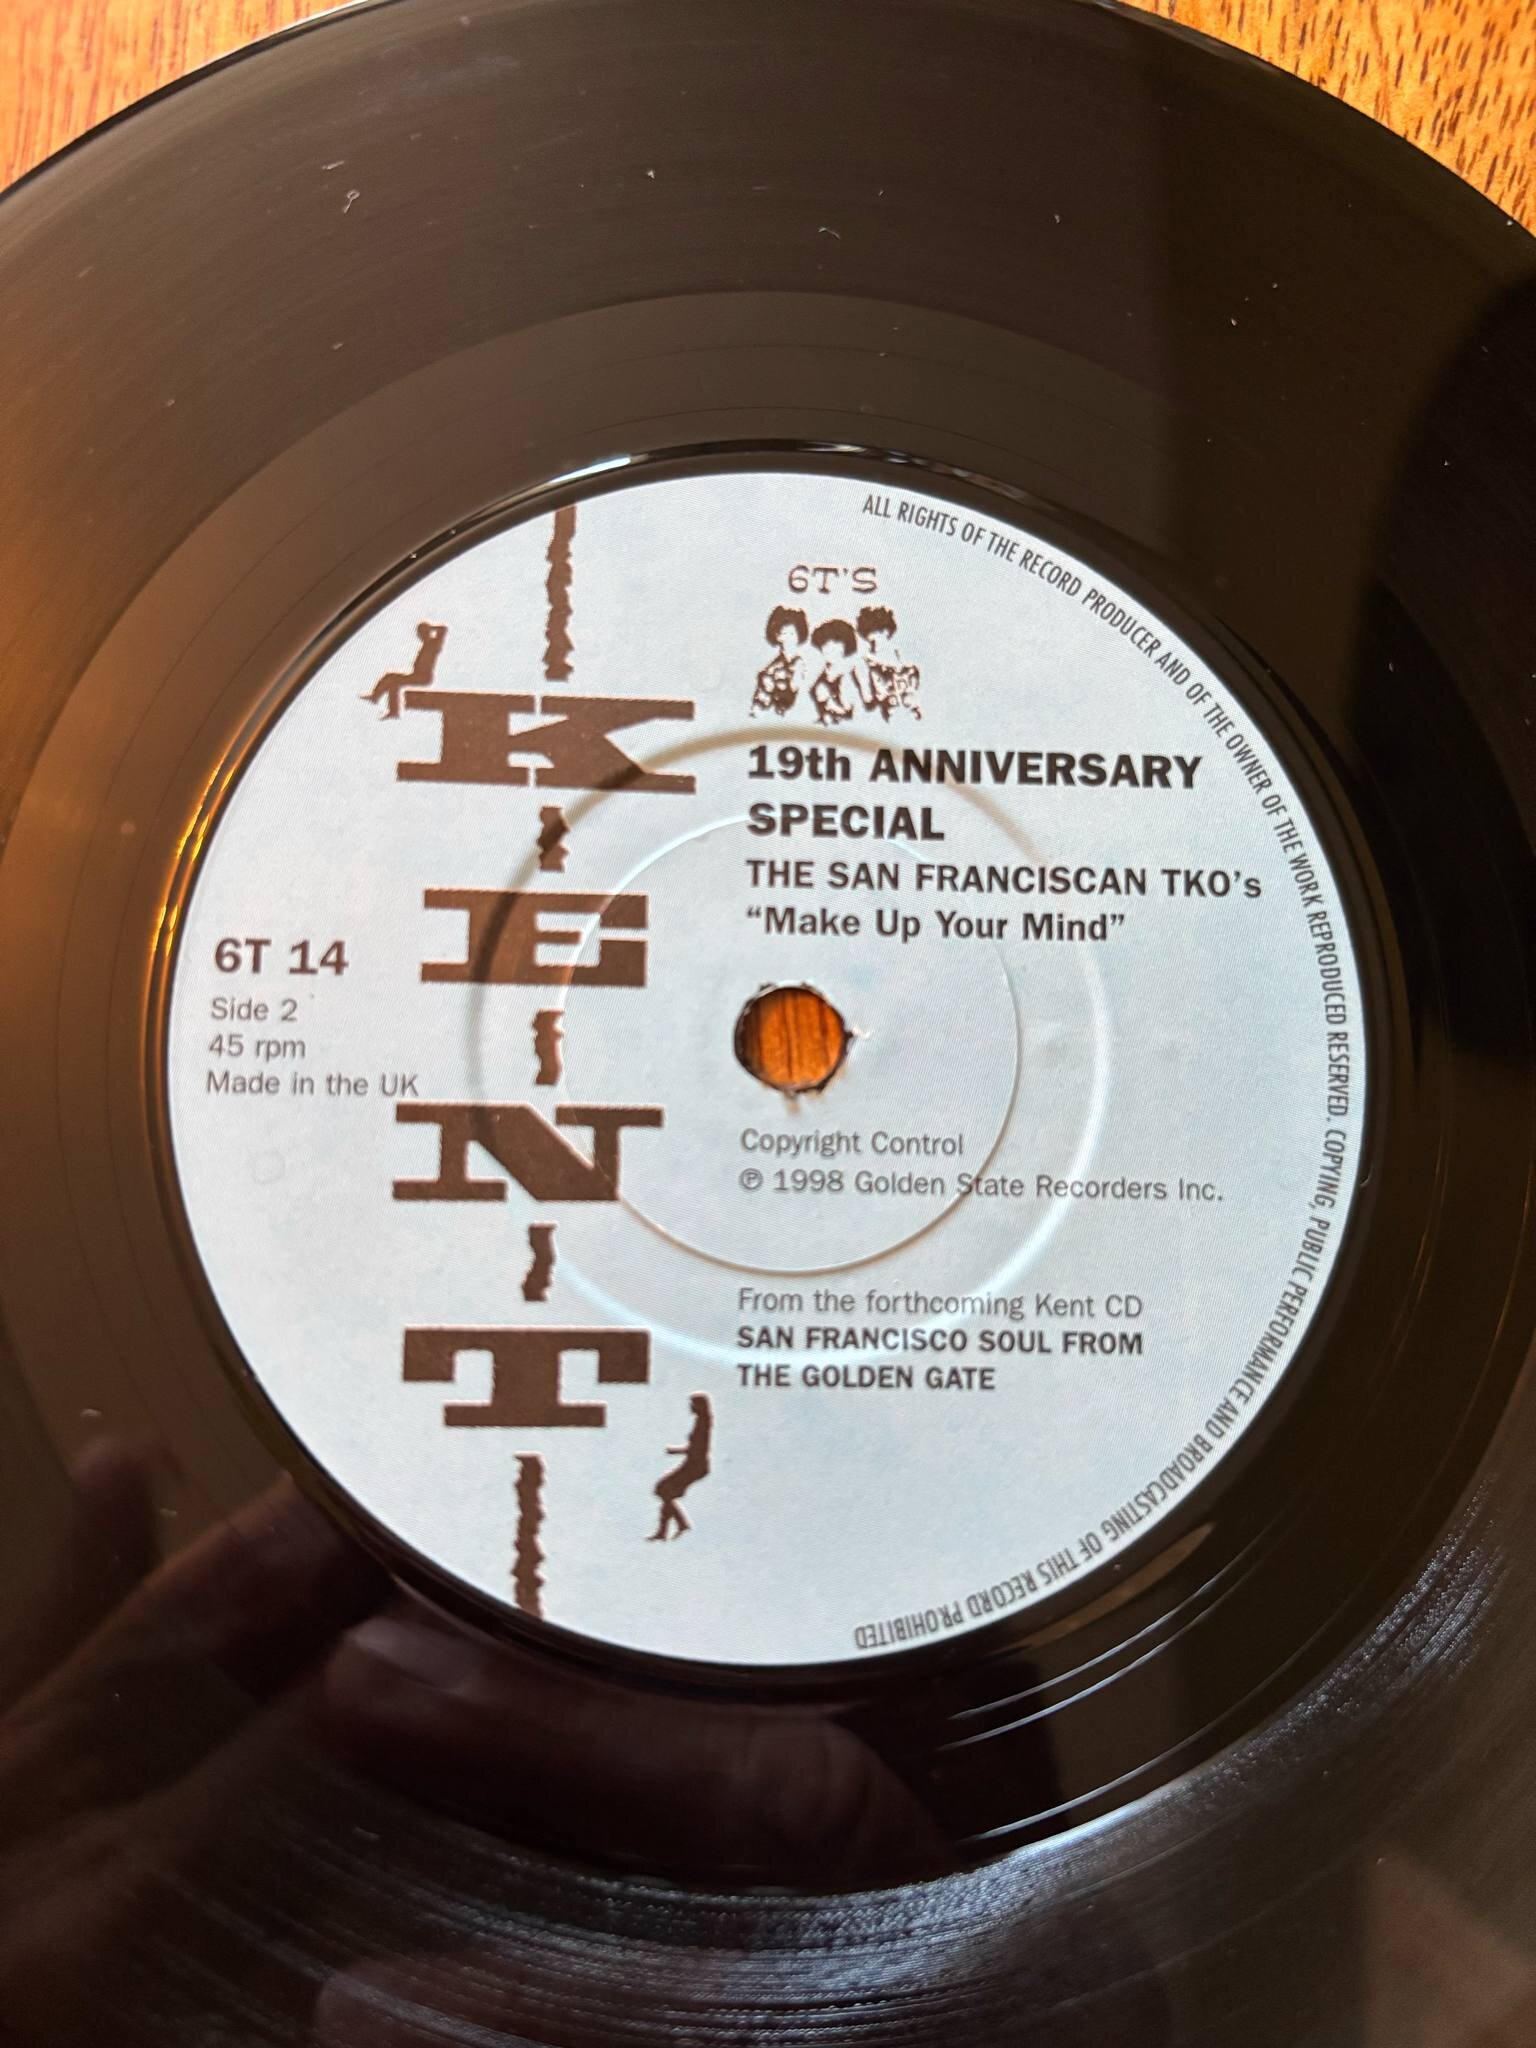 ALL RIGHTS OF THE RECORD PRODUCER AND OF THE OWNER OF THE WORK REPRODUCED RESERVED. COPYING, PUBLIC PERFORMANCE AND BROADCASTING OF THIS RECORD PROHIBITED
6T'S
KENT
19th ANNIVERSARY
SPECIAL
THE SAN FRANCISCAN TKO's
“Make Up Your Mind”
6T 14
Side 2
45 rpm
Made in the UK
Copyright Control
℗ 1998 Golden State Recorders Inc.
From the forthcoming Kent CD
SAN FRANCISCO SOUL FROM
THE GOLDEN GATE